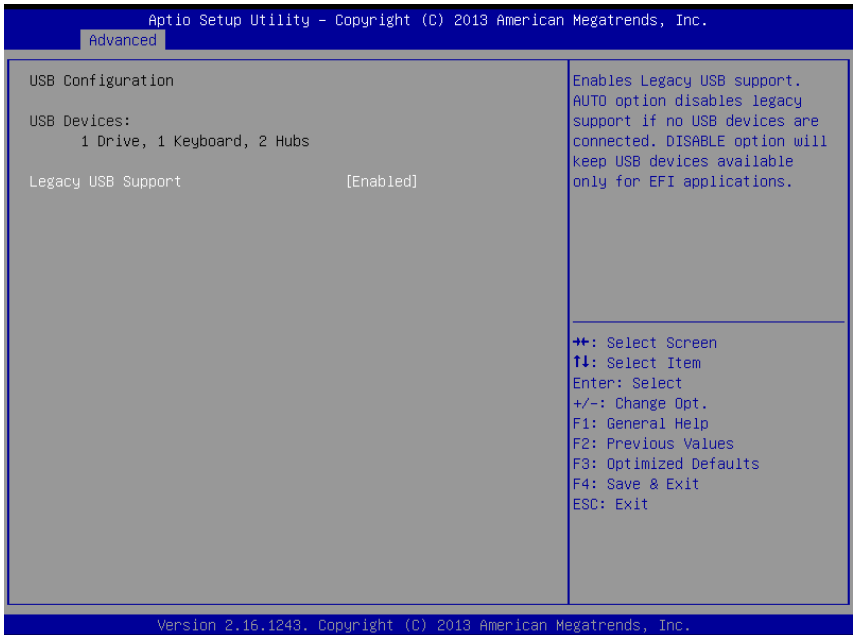 Aptio Setup Utility – Copyright (C) 2013 American Megatrends, Inc.
Advanced
USB Configuration
USB Devices:
1 Drive, 1 Keyboard, 2 Hubs
Legacy USB Support [Enabled]
Enables Legacy USB support.
AUTO option disables legacy
support if no USB devices are
connected. DISABLE option will
keep USB devices available
only for EFI applications.
→←: Select Screen
↑↓: Select Item
Enter: Select
+/-: Change Opt.
F1: General Help
F2: Previous Values
F3: Optimized Defaults
F4: Save & Exit
ESC: Exit
Version 2.16.1243. Copyright (C) 2013 American Megatrends, Inc.